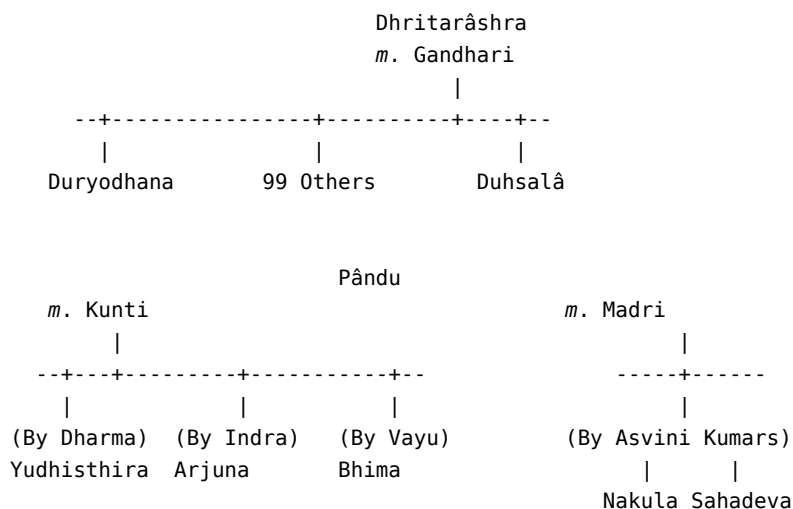 Dhritarâshra
m. Gandhari
|
--+----------------+----------+----+--
| | |
Duryodhana 99 Others Duhsalâ
Pându
m. Kunti m. Madri
| |
--+---+---------+-----------+-- -----+------
| | | |
(By Dharma) (By Indra) (By Vayu) (By Asvini Kumars)
Yudhisthira Arjuna Bhima | |
Nakula Sahadeva